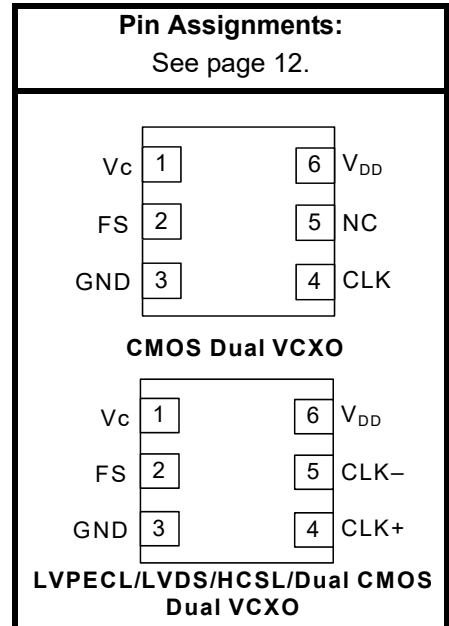 Pin Assignments:
See page 12.
Vc 1 6 VDD
FS 2 5 NC
GND 3 4 CLK
CMOS Dual VCXO
Vc 1 6 VDD
FS 2 5 CLK–
GND 3 4 CLK+
LVPECL/LVDS/HCSL/Dual CMOS
Dual VCXO